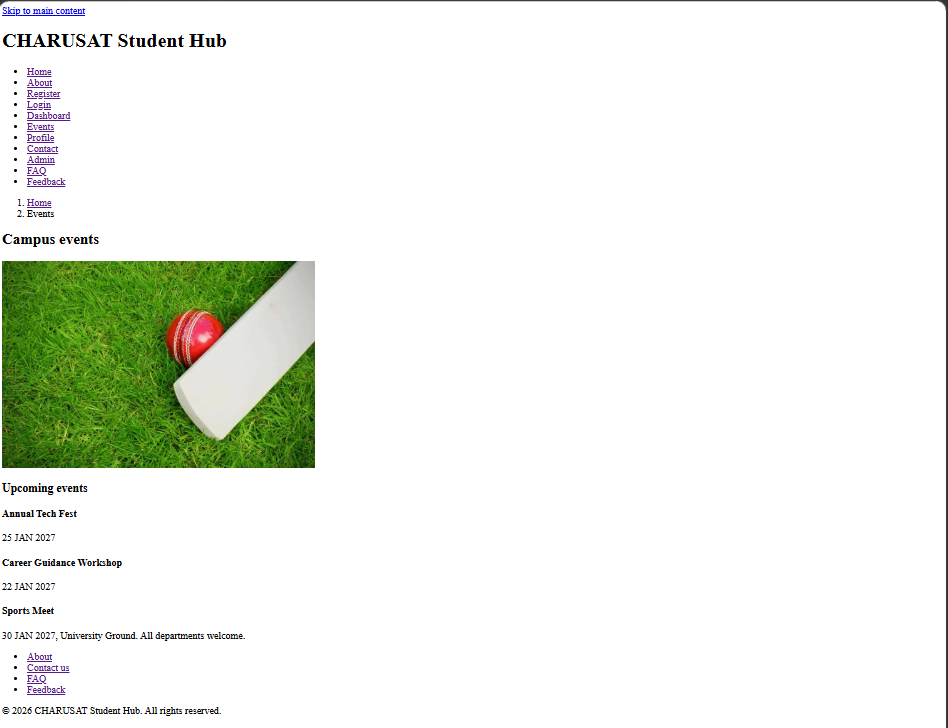 Skip to main content
CHARUSAT Student Hub
Home
About
Register
Login
Dashboard
Events
Profile
Contact
Admin
FAQ
Feedback
1. Home
2. Events
Campus events
Upcoming events
Annual Tech Fest
25 JAN 2027
Career Guidance Workshop
22 JAN 2027
Sports Meet
30 JAN 2027, University Ground. All departments welcome.
About
Contact us
FAQ
Feedback
© 2026 CHARUSAT Student Hub. All rights reserved.